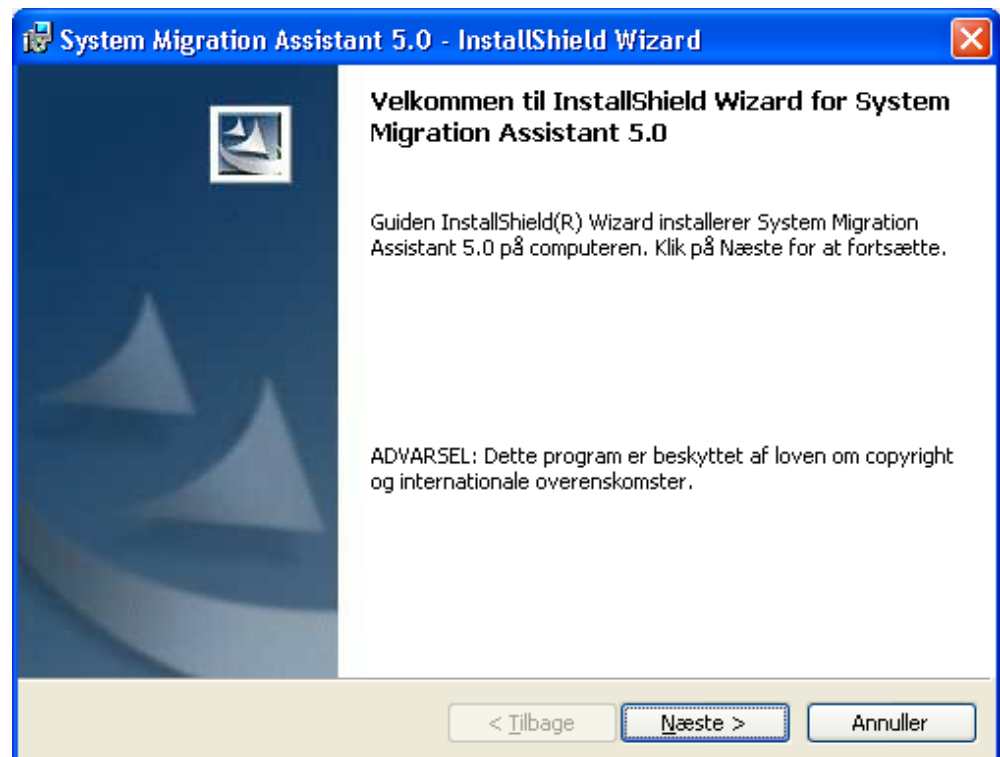 System Migration Assistant 5.0 - InstallShield Wizard
Velkommen til InstallShield Wizard for System
Migration Assistant 5.0
Guiden InstallShield(R) Wizard installerer System Migration
Assistant 5.0 på computeren. Klik på Næste for at fortsætte.
ADVARSEL: Dette program er beskyttet af loven om copyright
og internationale overenskomster.
< Tilbage
Næste >
Annuller